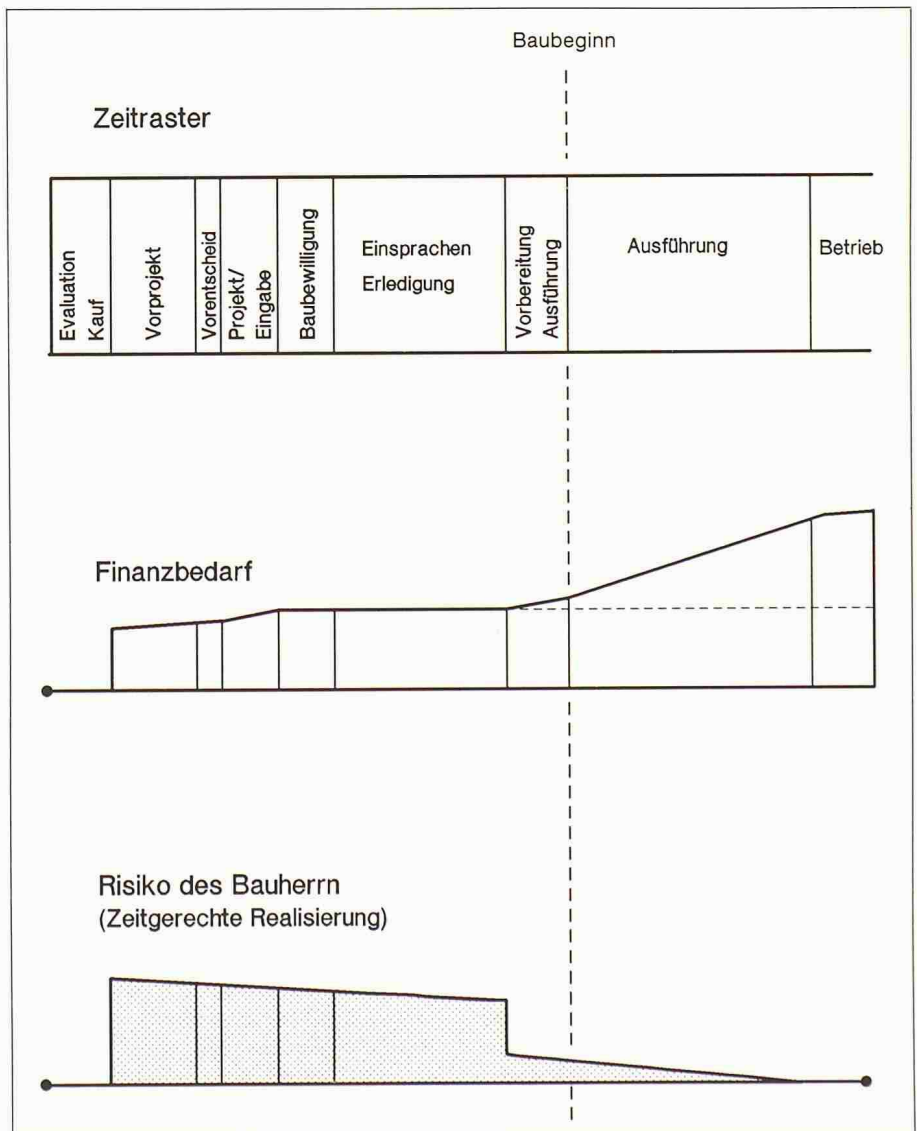 Baubeginn
Zeitraster
Evaluation
Kauf
Vorprojekt
Vorentscheid
Projekt/
Eingabe
Baubewilligung
Einsprachen
Erledigung
Vorbereitung
Ausführung
Ausführung
Betrieb
Finanzbedarf
Risiko des Bauherrn
(Zeitgerechte Realisierung)